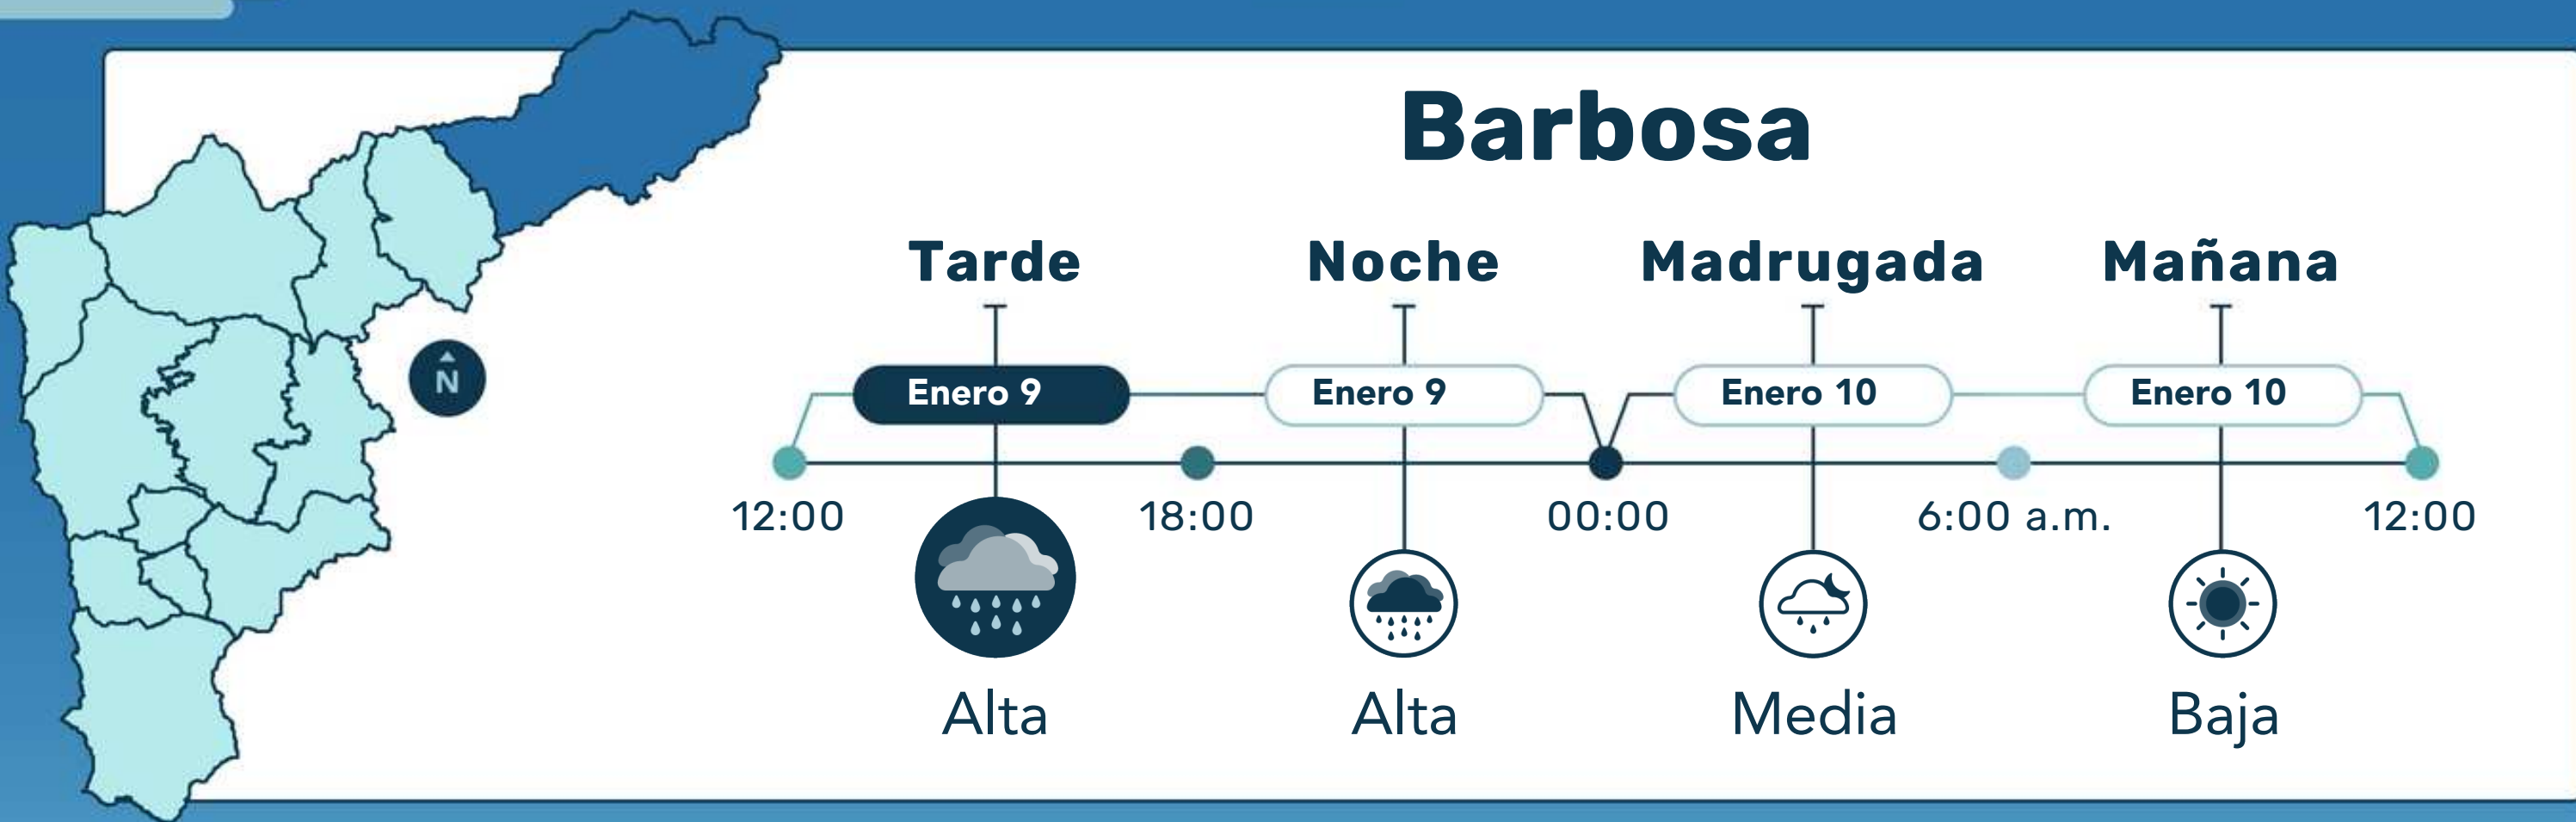 Barbosa
Tarde Noche Madrugada Mañana
Enero 9 Enero 9 Enero 10 Enero 10
N
12:00 18:00 00:00 6:00 a.m. 12:00
Alta Alta Media Baja